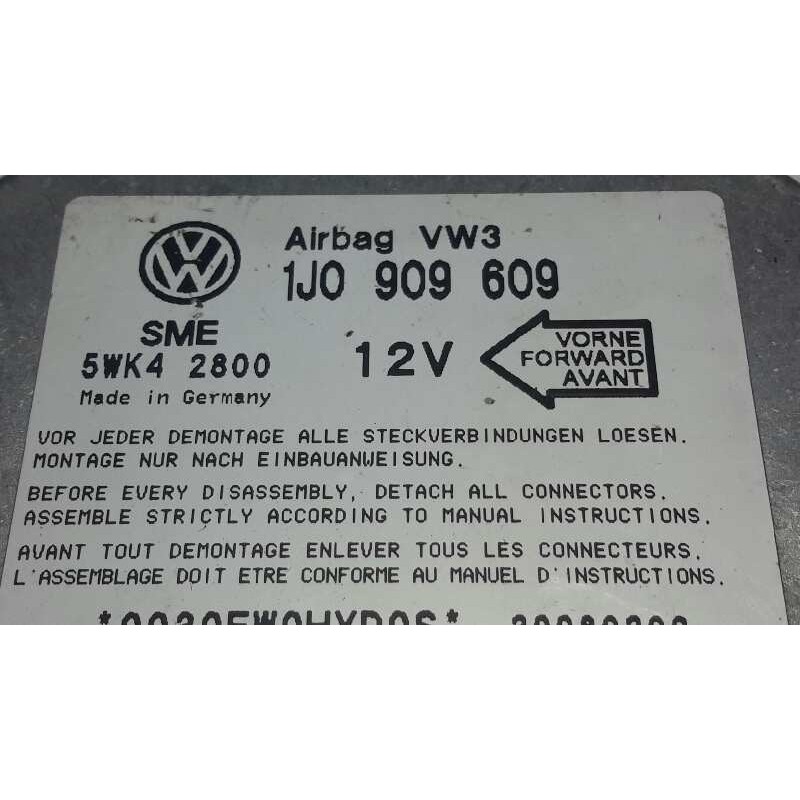 Airbag VW3
1J0 909 609
SME
5WK4 2800
12V
VORNE
FORWARD
AVANT
Made in Germany
VOR JEDER DEMONTAGE ALLE STECKVERBINDUNGEN LOESEN.
MONTAGE NUR NACH EINBAUANWEISUNG.
BEFORE EVERY DISASSEMBLY, DETACH ALL CONNECTORS.
ASSEMBLE STRICTLY ACCORDING TO MANUAL INSTRUCTIONS.
AVANT TOUT DEMONTAGE ENLEVER TOUS LES CONNECTEURS.
L'ASSEMBLAGE DOIT ETRE CONFORME AU MANUEL D'INSTRUCTIONS.